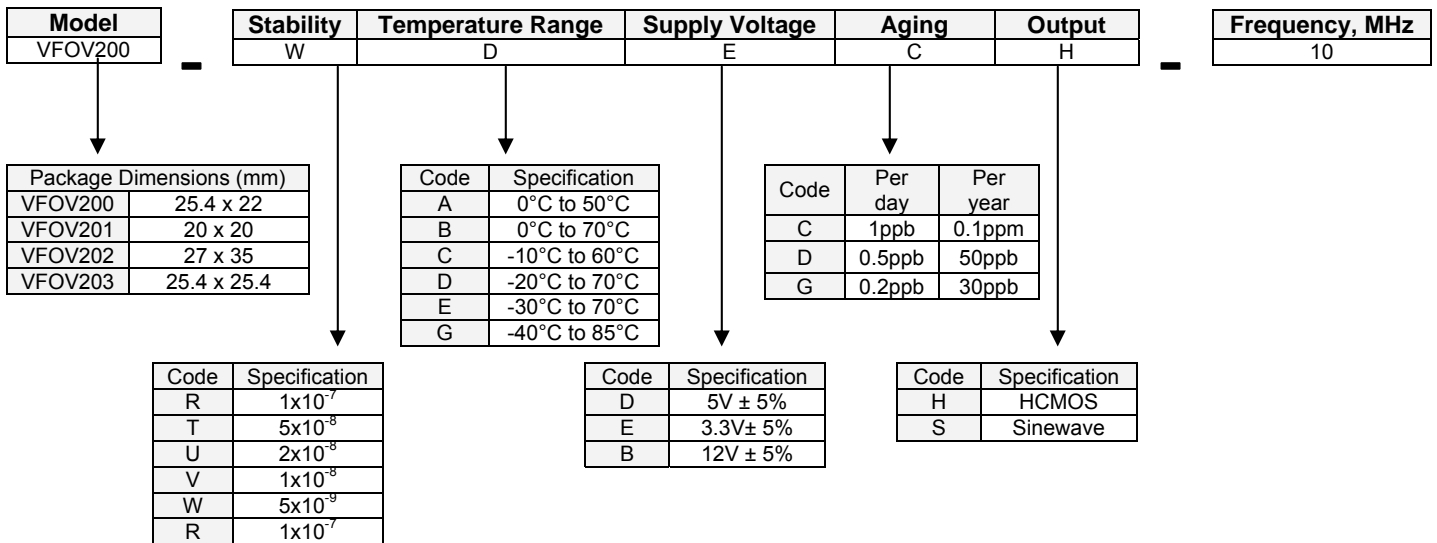 Model Stability Temperature Range Supply Voltage Aging Output Frequency, MHz
VFOV200 - W D E C H - 10
Package Dimensions (mm)
VFOV200 25.4 x 22
VFOV201 20 x 20
VFOV202 27 x 35
VFOV203 25.4 x 25.4
Code Specification
A 0°C to 50°C
B 0°C to 70°C
C -10°C to 60°C
D -20°C to 70°C
E -30°C to 70°C
G -40°C to 85°C
Code Per day Per year
C 1ppb 0.1ppm
D 0.5ppb 50ppb
G 0.2ppb 30ppb
Code Specification
R 1x10⁻⁷
T 5x10⁻⁸
U 2x10⁻⁸
V 1x10⁻⁸
W 5x10⁻⁹
R 1x10⁻⁷
Code Specification
D 5V ± 5%
E 3.3V± 5%
B 12V ± 5%
Code Specification
H HCMOS
S Sinewave